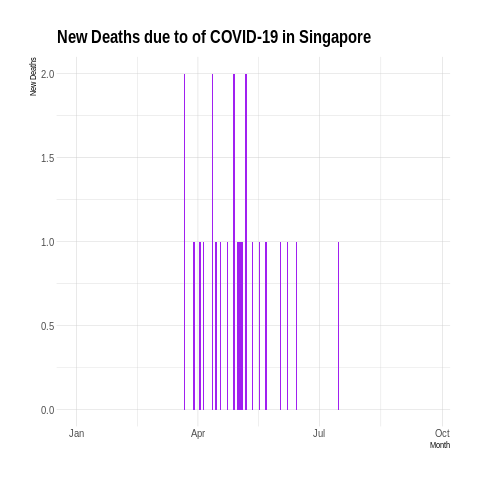 New Deaths due to of COVID-19 in Singapore
New Deaths
2.0
1.5
1.0
0.5
0.0
Jan Apr Jul Oct
Month